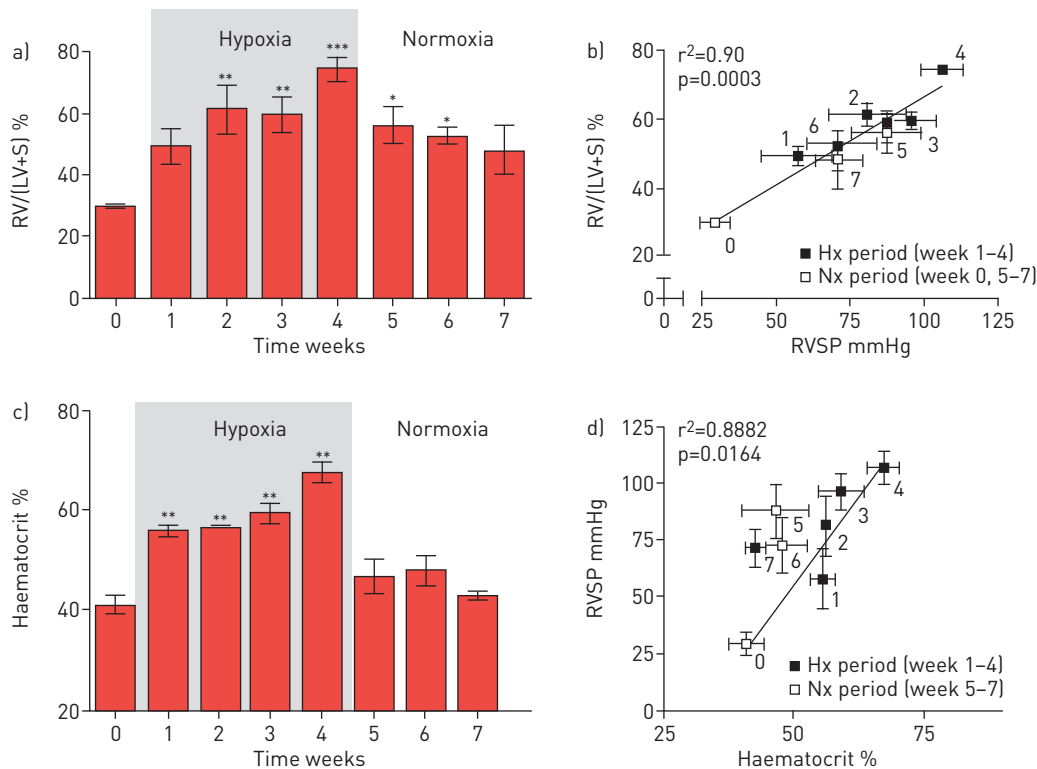 a)
Hypoxia
Normoxia
RV/(LV+S) %
80
60
40
20
0
**
**
***
*
*
0 1 2 3 4 5 6 7
Time weeks
b)
r²=0.90
p=0.0003
RV/(LV+S) %
80
60
40
20
0
4
2
1
6
5
3
7
0
Hx period (week 1–4)
Nx period (week 0, 5–7)
0 25 50 75 100 125
RVSP mmHg
c)
Hypoxia
Normoxia
Haematocrit %
80
60
40
20
**
**
**
**
0 1 2 3 4 5 6 7
Time weeks
d)
r²=0.8882
p=0.0164
RVSP mmHg
125
100
75
50
25
0
4
3
5
2
6
7
1
0
Hx period (week 1–4)
Nx period (week 5–7)
25 50 75
Haematocrit %